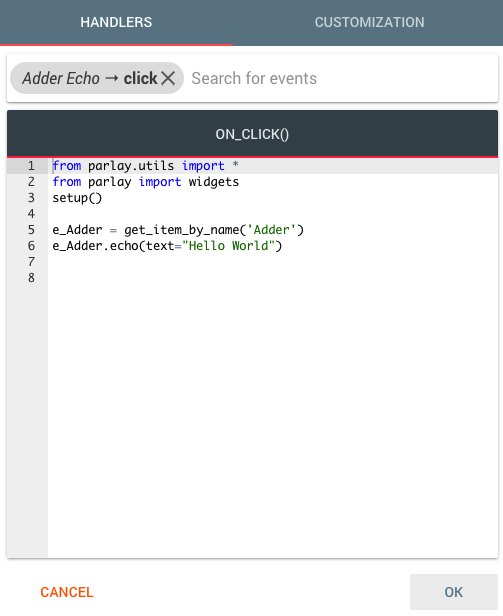 HANDLERS CUSTOMIZATION
Adder Echo → click Search for events
ON_CLICK()
1 from parlay.utils import *
2 from parlay import widgets
3 setup()
4
5 e_Adder = get_item_by_name('Adder')
6 e_Adder.echo(text="Hello World")
7
8
CANCEL OK